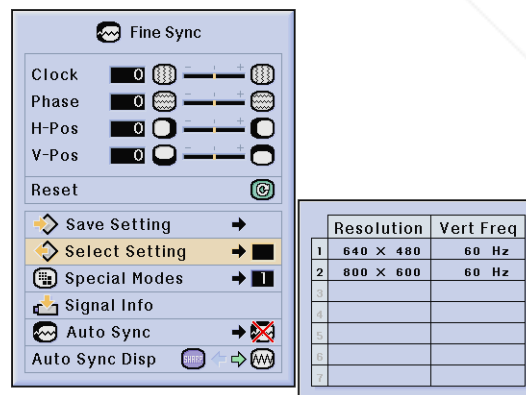 Fine Sync
Clock 0 - +
Phase 0 - +
H-Pos 0 - +
V-Pos 0 - +
Reset
Save Setting
Select Setting
Special Modes 1
Signal Info
Auto Sync
Auto Sync Disp SHARP
Resolution Vert Freq
1 640 × 480 60 Hz
2 800 × 600 60 Hz
3
4
5
6
7